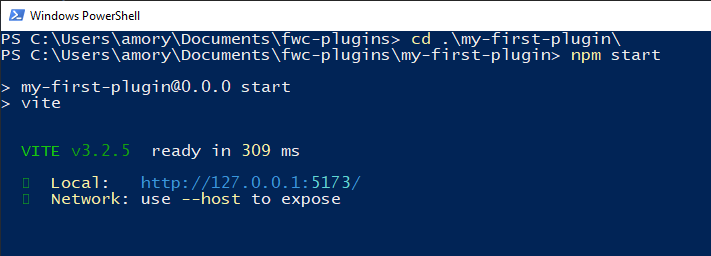 Windows PowerShell
PS C:\Users\amory\Documents\fwc-plugins> cd .\my-first-plugin\
PS C:\Users\amory\Documents\fwc-plugins\my-first-plugin> npm start
> my-first-plugin@0.0.0 start
> vite
VITE v3.2.5  ready in 309 ms
Local:   http://127.0.0.1:5173/
Network: use --host to expose